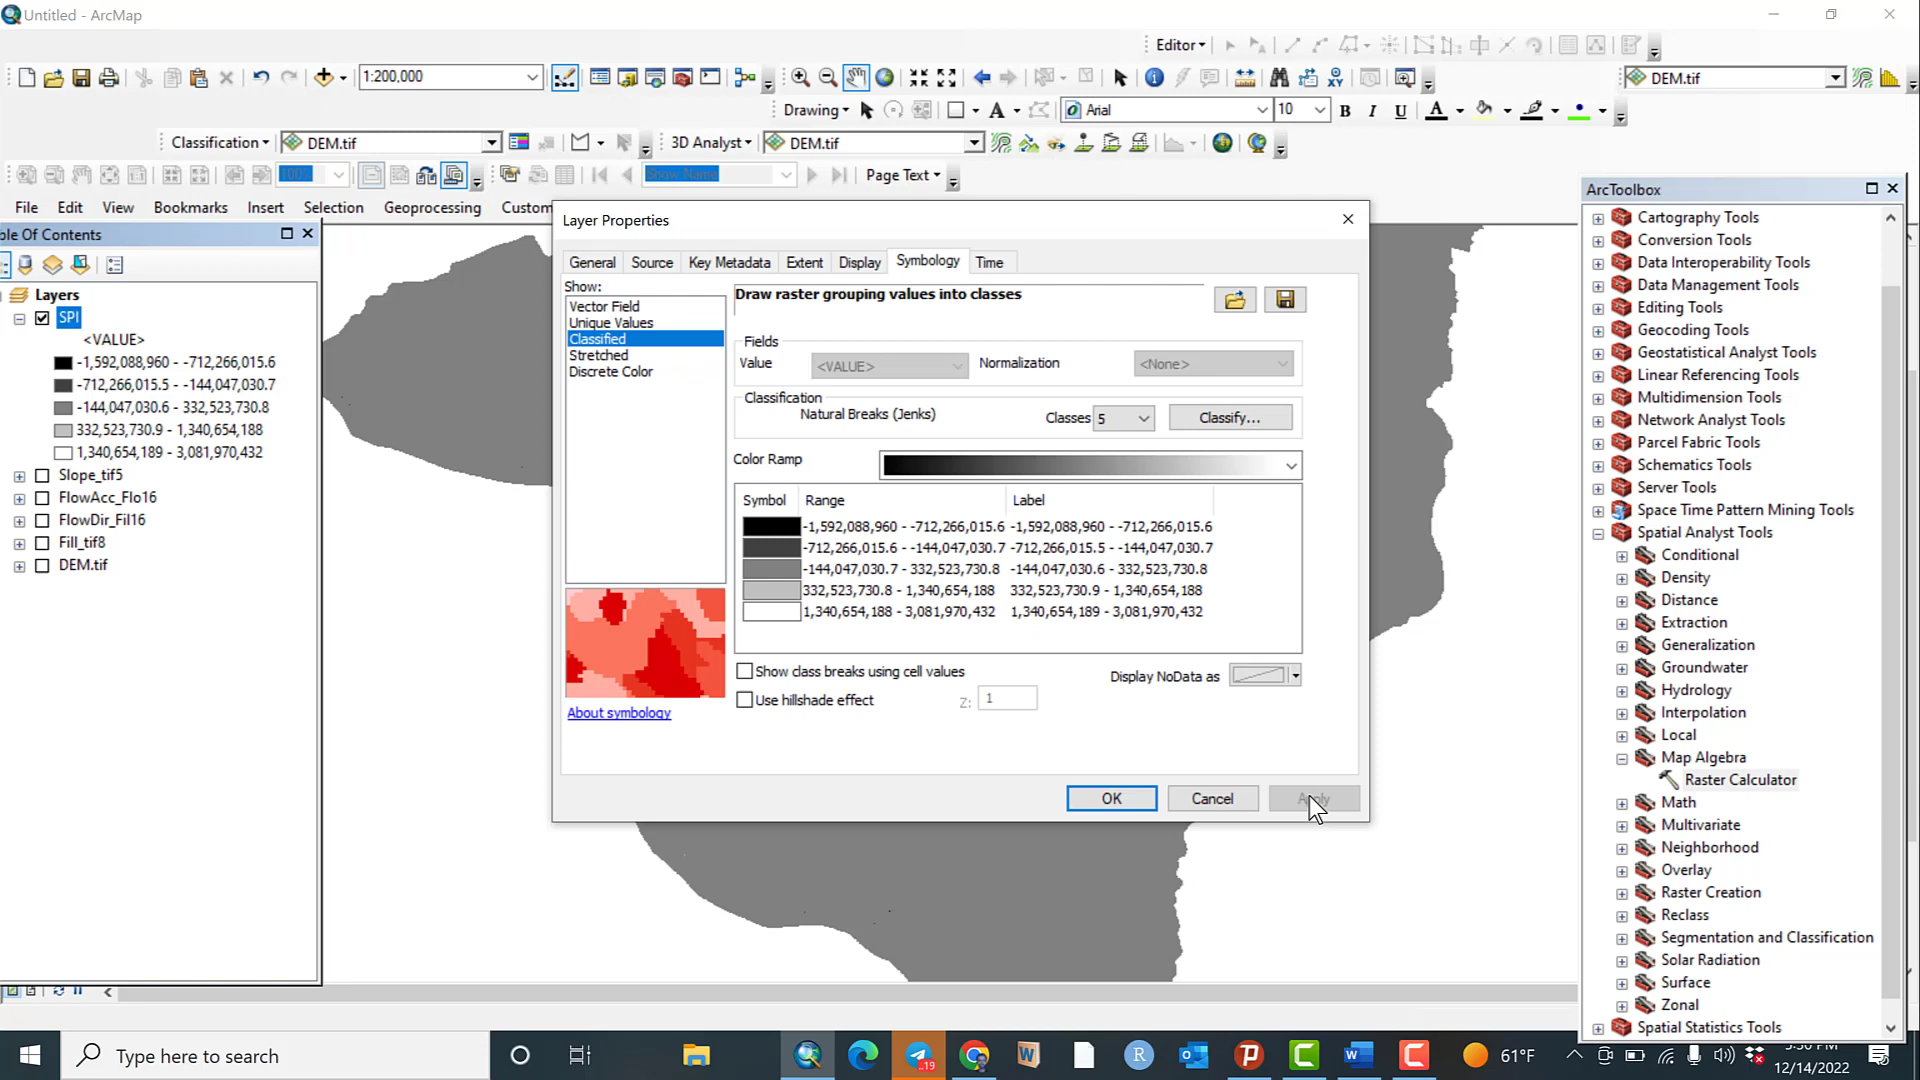 Untitled - ArcMap
Editor
1:200,000
DEM.tif
Drawing
A
Arial
10
B I U A
Classification
DEM.tif
3D Analyst
DEM.tif
100%
Show Name
Page Text
File Edit View Bookmarks Insert Selection Geoprocessing Custom
ble Of Contents
Layers
SPI
<VALUE>
-1,592,088,960 - -712,266,015.6
-712,266,015.5 - -144,047,030.7
-144,047,030.6 - 332,523,730.8
332,523,730.9 - 1,340,654,188
1,340,654,189 - 3,081,970,432
Slope_tif5
FlowAcc_Flo16
FlowDir_Fil16
Fill_tif8
DEM.tif
Layer Properties
General Source Key Metadata Extent Display Symbology Time
Show:
Vector Field
Unique Values
Classified
Stretched
Discrete Color
About symbology
Draw raster grouping values into classes
Fields
Value <VALUE> Normalization <None>
Classification
Natural Breaks (Jenks) Classes 5 Classify...
Color Ramp
Symbol Range Label
-1,592,088,960 - -712,266,015.6 -1,592,088,960 - -712,266,015.6
-712,266,015.6 - -144,047,030.7 -712,266,015.5 - -144,047,030.7
-144,047,030.7 - 332,523,730.8 -144,047,030.6 - 332,523,730.8
332,523,730.8 - 1,340,654,188 332,523,730.9 - 1,340,654,188
1,340,654,188 - 3,081,970,432 1,340,654,189 - 3,081,970,432
Show class breaks using cell values Display NoData as
Use hillshade effect Z: 1
OK Cancel Apply
ArcToolbox
Cartography Tools
Conversion Tools
Data Interoperability Tools
Data Management Tools
Editing Tools
Geocoding Tools
Geostatistical Analyst Tools
Linear Referencing Tools
Multidimension Tools
Network Analyst Tools
Parcel Fabric Tools
Schematics Tools
Server Tools
Space Time Pattern Mining Tools
Spatial Analyst Tools
Conditional
Density
Distance
Extraction
Generalization
Groundwater
Hydrology
Interpolation
Local
Map Algebra
Raster Calculator
Math
Multivariate
Neighborhood
Overlay
Raster Creation
Reclass
Segmentation and Classification
Solar Radiation
Surface
Zonal
Spatial Statistics Tools
Type here to search
19
61°F
12/14/2022